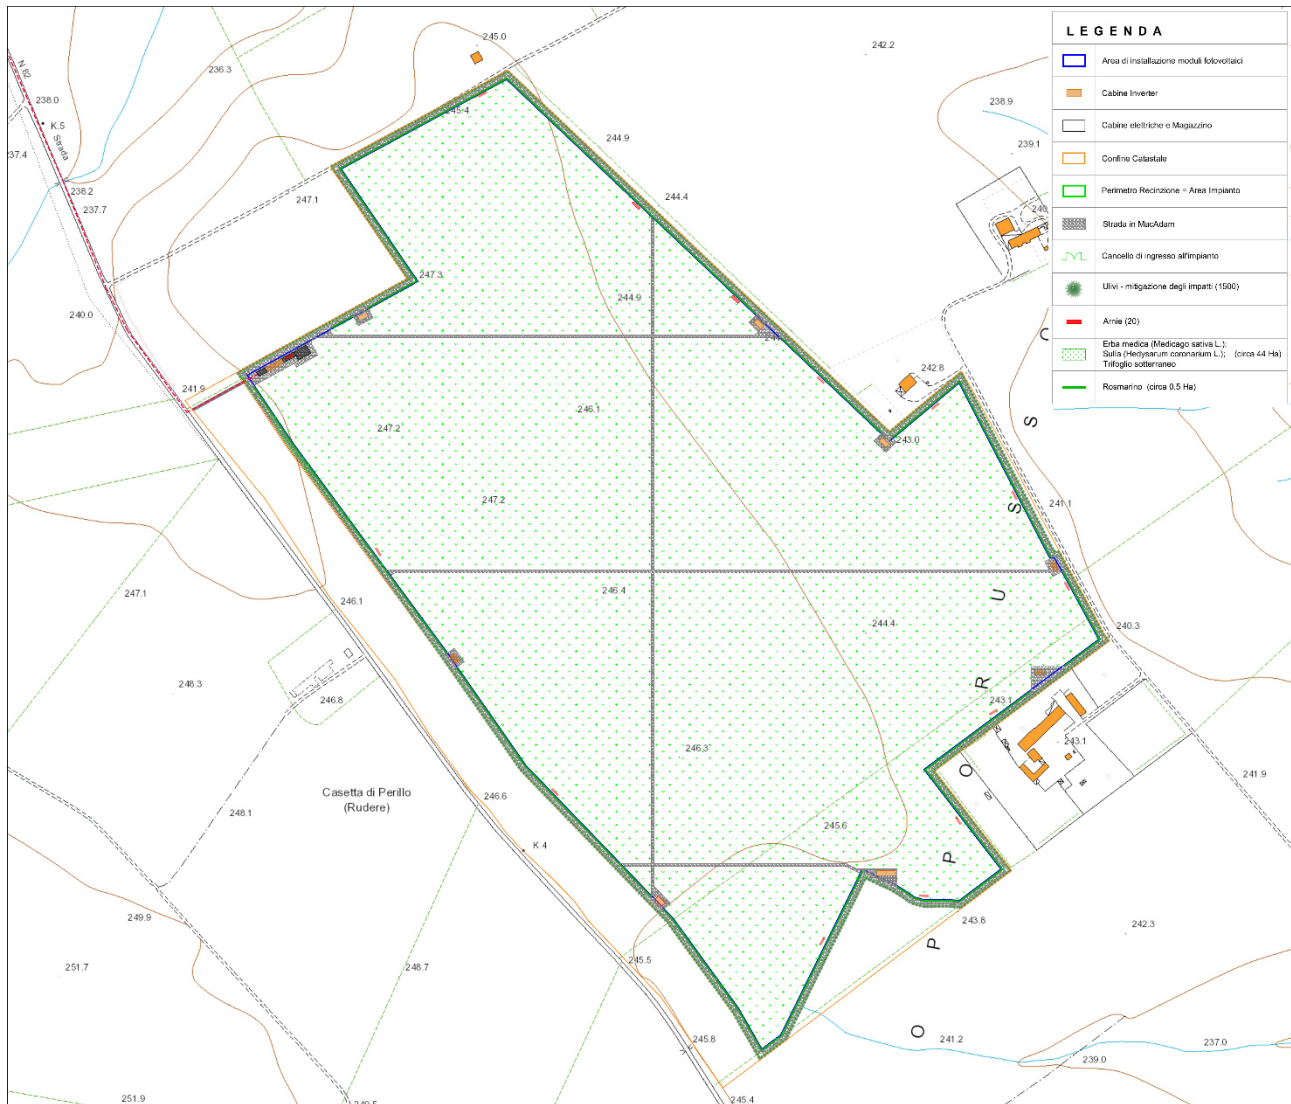 LEGENDA
Area di installazione moduli fotovoltaici
Cabine Inverter
Cabine elettriche e Magazzino
Confine Catastale
Perimetro Recinzione = Area Impianto
Strada in MacAdam
Cancello di ingresso all'impianto
Ulivi - mitigazione degli impatti (1500)
Arnie (20)
Erba medica (Medicago sativa L.);
Sulla (Hedysarum coronarium L.); (circa 44 Ha)
Trifoglio sotterraneo
Rosmarino (circa 0.5 Ha)
245.0
242.2
236.3
N 82
238.0
K.5
Strada
237.4
238.2
237.7
245.4
244.9
238.9
239.1
244.4
247.1
240.0
247.3
244.9
241.9
242.8
246.1
247.2
243.0
247.2
241.1
246.4
247.1
246.1
244.4
240.3
248.3
246.8
243.1
243.1
246.3
241.9
Casetta di Perillo
(Rudere)
246.6
248.1
245.6
K.4
249.9
243.8
242.3
251.7
248.7
245.5
245.8
241.2
237.0
239.0
251.9
245.4
O P P O R U S S O